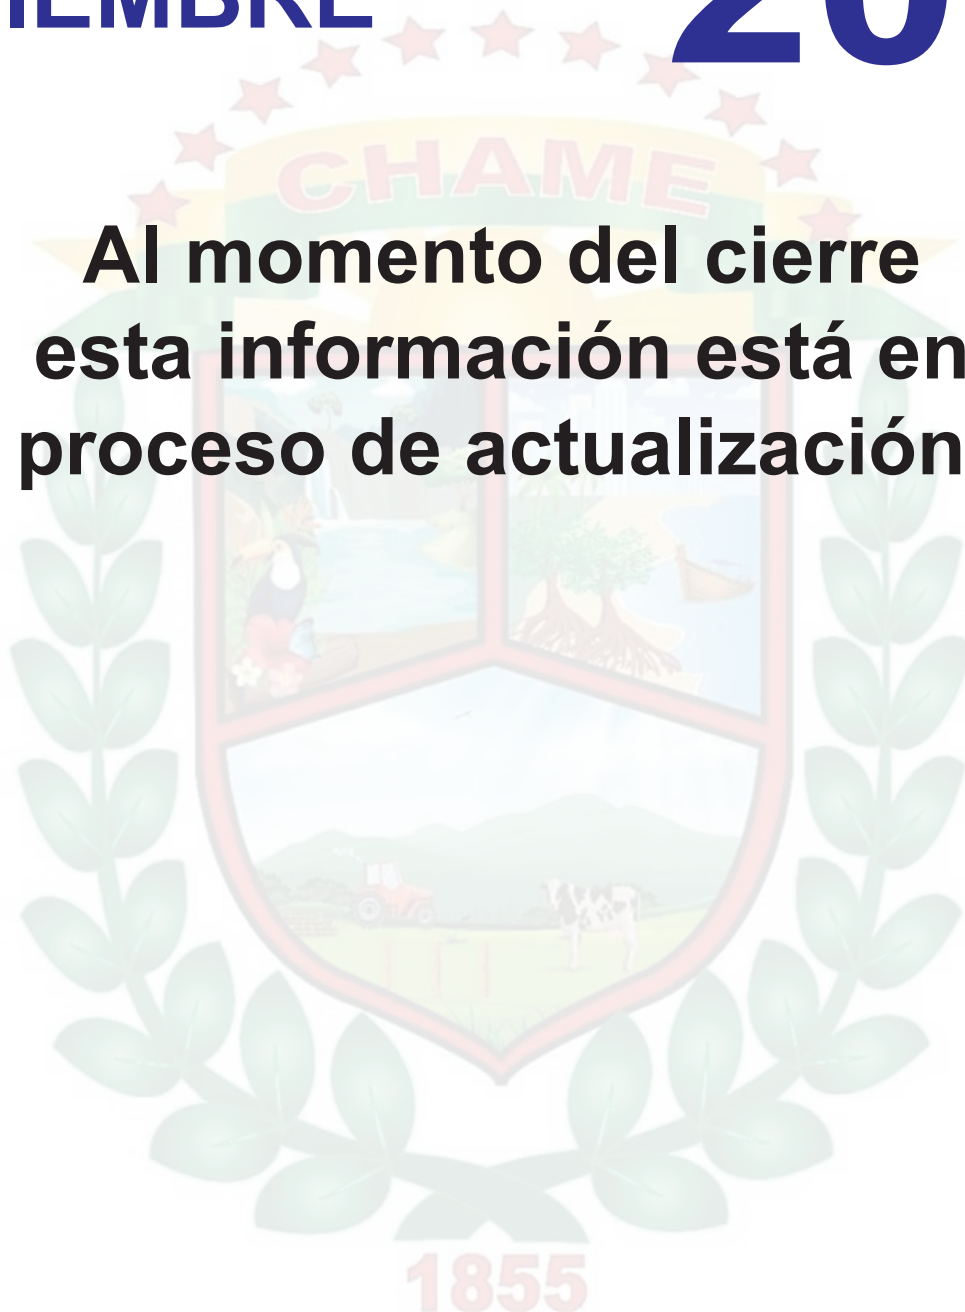 IEMBRE 20
CHAME
Al momento del cierre
esta información está en
proceso de actualización
1855